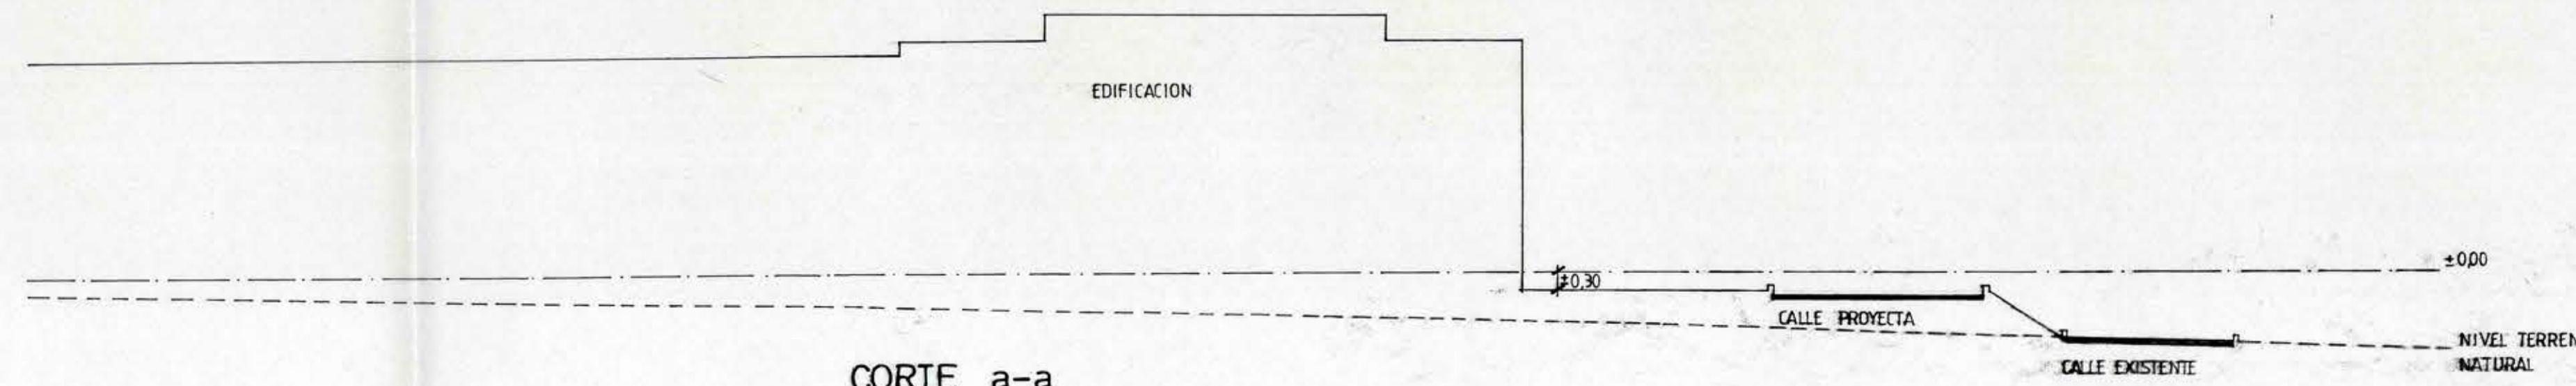 EDIFICACION
±0,00
±0,30
CALLE PROYECTA
NIVEL TERREN
NATURAL
CALLE EXISTENTE
CORTE a-a